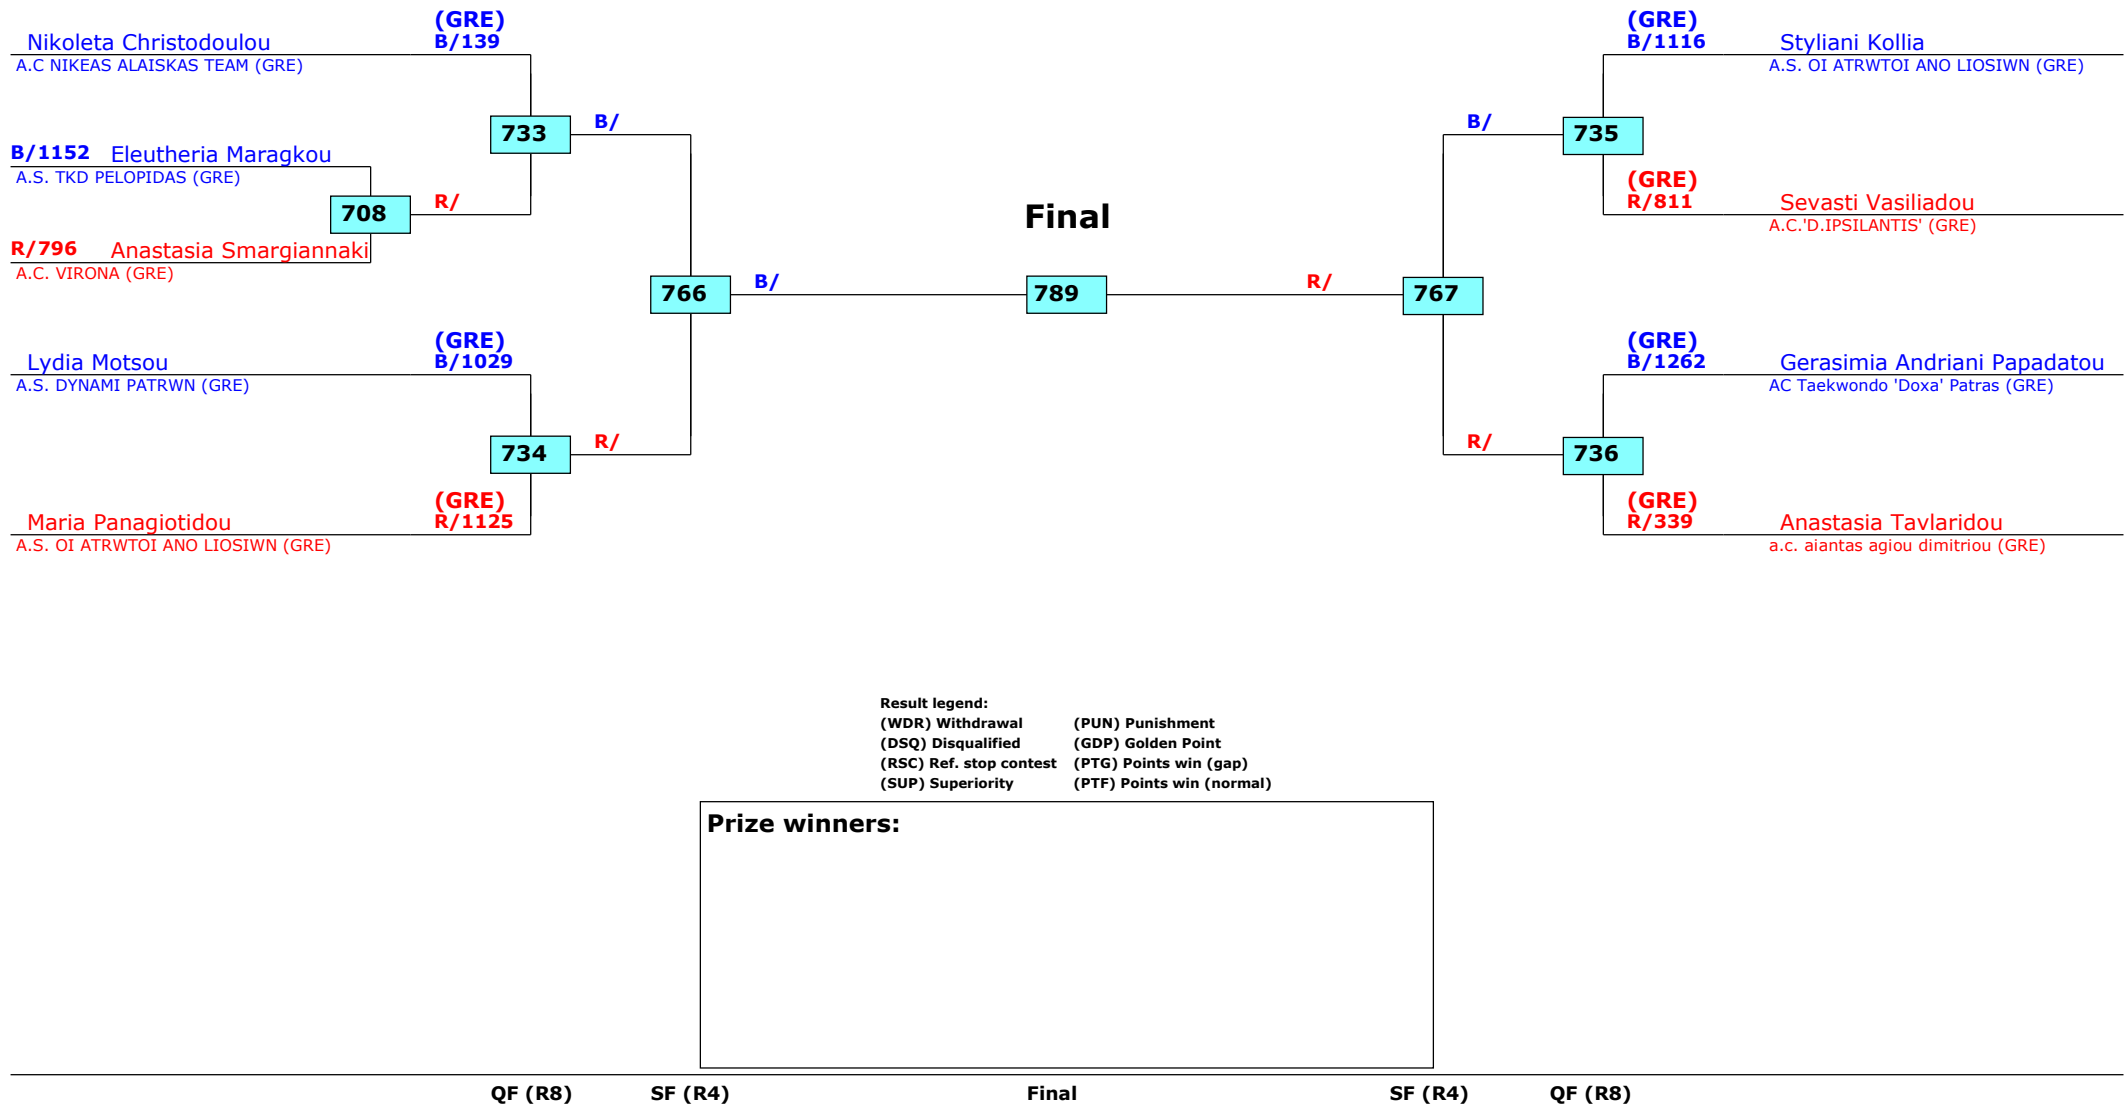 (GRE)
Nikoleta Christodoulou B/139
A.C NIKEAS ALAISKAS TEAM (GRE)
733 B/
B/1152 Eleutheria Maragkou
A.S. TKD PELOPIDAS (GRE)
708 R/
R/796 Anastasia Smargiannaki
A.C. VIRONA (GRE)
766 B/
(GRE)
Lydia Motsou B/1029
A.S. DYNAMI PATRWN (GRE)
734 R/
(GRE)
Maria Panagiotidou R/1125
A.S. OI ATRWTOI ANO LIOSIWN (GRE)
Final
789
(GRE)
B/1116 Styliani Kollia
A.S. OI ATRWTOI ANO LIOSIWN (GRE)
B/ 735
(GRE)
R/811 Sevasti Vasiliadou
A.C.'D.IPSILANTIS' (GRE)
R/ 767
(GRE)
B/1262 Gerasimia Andriani Papadatou
AC Taekwondo 'Doxa' Patras (GRE)
R/ 736
(GRE)
R/339 Anastasia Tavlaridou
a.c. aiantas agiou dimitriou (GRE)
Result legend:
(WDR) Withdrawal (PUN) Punishment
(DSQ) Disqualified (GDP) Golden Point
(RSC) Ref. stop contest (PTG) Points win (gap)
(SUP) Superiority (PTF) Points win (normal)
Prize winners:
QF (R8) SF (R4) Final SF (R4) QF (R8)